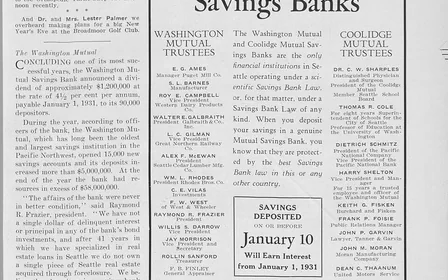 Savings Banks
soon recently.
And Dr. and Mrs. Lester Palmer we
overheard making plans for a big New
Year's Eve at the Broadmoor Golf Club.
The Washington Mutual
CONCLUDING one of its most suc-
cessful years, the Washington Mu-
tual Savings Bank announced a divi-
dend of approximately $1,200,000 at
the rate of 4½ per cent per annum,
payable January 1, 1931, to its 90,000
depositors.
During the year, according to offi-
cers of the bank, the Washington Mu-
tual, which has long been the oldest
and largest savings institution in the
Pacific Northwest, opened 15,000 new
savings accounts and its deposits in-
creased more than $5,000,000. At the
end of the year the bank had re-
sources in excess of $58,000,000.
"The affairs of the bank were never
in better condition," said Raymond
R. Frazier, president. "We have not
a single dollar of delinquent interest
or principal in any of the bank's bond
investments, and after 41 years in
which we have specialized in real
estate loans in Seattle we do not own
a single piece of Seattle real estate
acquired through foreclosure. We be-
WASHINGTON
MUTUAL
TRUSTEES
E. G. AMES
Manager Puget Mill Co.
S. L. BARNES
Manufacturer
ROY E. CAMPBELL
Vice President
Western Dairy Products
Co.
WALTER E. GALBRAITH
President Galbraith &
Co. Inc.
L. C. GILMAN
Vice President
Great Northern Railway
Co.
ALEX F. McEWAN
President
Seattle Cedar Lumber Mfg.
Co.
WM. L. RHODES
President Rhodes Bros. Co.
C. E. VILAS
Investments
F. W. WEST
of West & Wheeler
RAYMOND R. FRAZIER
President
WILLIS S. DARROW
Vice President
JAY MORRISON
Vice President and
Secretary
ROLLIN SANFORD
Treasurer
F. B. FINLEY
The Washington Mutual
and Coolidge Mutual Sav-
ings Banks are the only
financial institutions in
Seattle operating under a sci-
entific Savings Bank Law,
or, for that matter, under a
Savings Bank Law of any
kind. When you deposit
your savings in a genuine
Mutual Savings Bank, you
know that they are protect-
ed by the best Savings
Bank law in this or any
other country.
SAVINGS
DEPOSITED
ON OR BEFORE
January 10
Will Earn Interest
from January 1, 1931
COOLIDGE
MUTUAL
TRUSTEES
DR. C. W. SHARPLES
Distinguished Physician
and Surgeon
President of the Coolidge
Mutual
Member Seattle School
Board
THOMAS R. COLE
For eight years Superin-
tendent of Schools for the
City of Seattle
Professor of Education at
the University of Wash-
ington
DIETRICH SCHMITZ
President of the Pacific
National Company
Vice President of the
Pacific National Bank
HARRY SHELTON
Vice President and Man-
ager
For 15 years a trusted
employee and officer of
the Washington Mutual
KEITH G. FISKEN
Burchard and Fisken
FRANK P. FOISIE
Public Relations Counsel
JOHN P. GARVIN
Lawyer, Tanner & Garvin
JOHN M. MORAN
Moran Manufacturing
Company
DEAN C. THAANUM